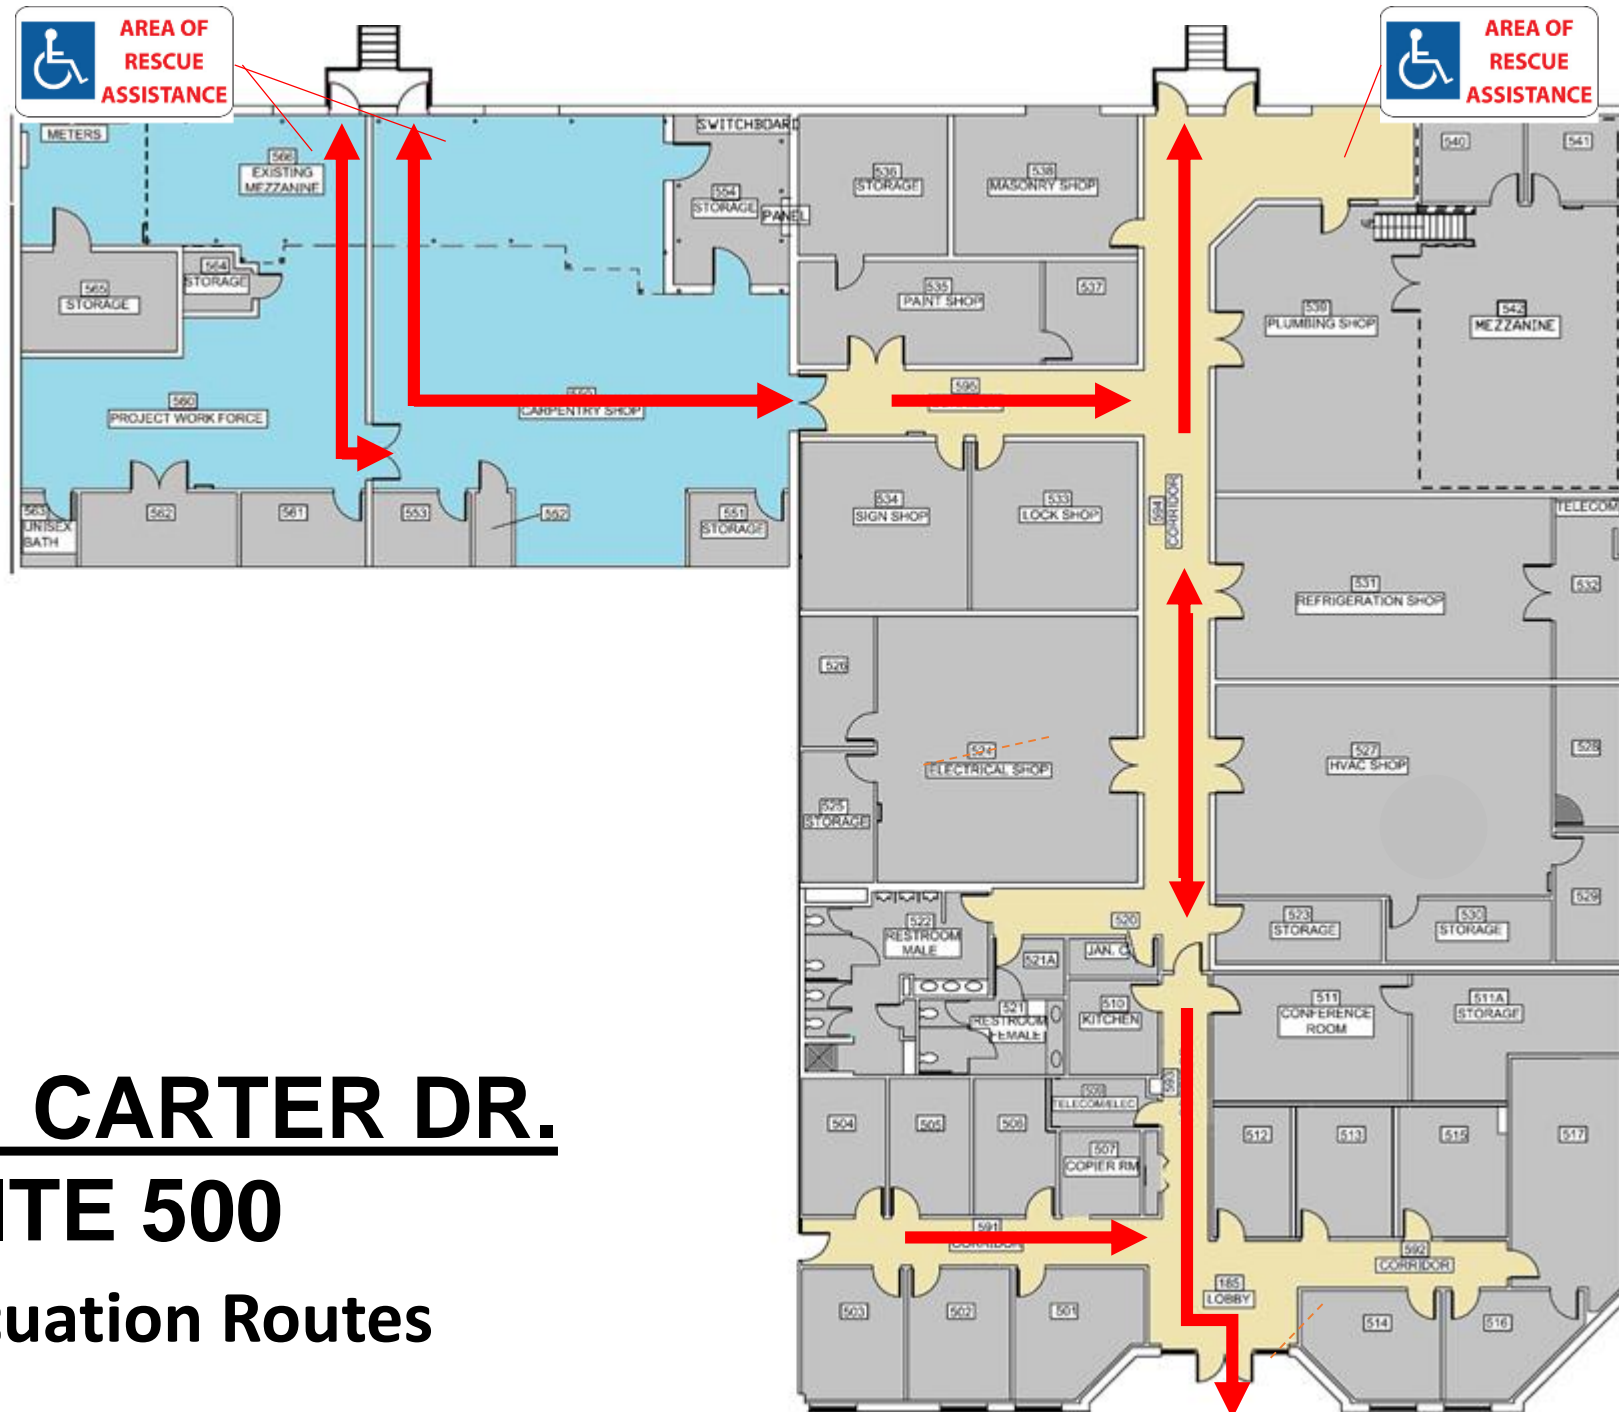 AREA OF
RESCUE
ASSISTANCE
AREA OF
RESCUE
ASSISTANCE
METERS
566
EXISTING
MEZZANINE
SWITCHBOARD
554
STORAGE
PANEL
536
STORAGE
538
MASONRY SHOP
540
541
565
STORAGE
564
STORAGE
535
PAINT SHOP
537
539
PLUMBING SHOP
542
MEZZANINE
560
PROJECT WORK FORCE
CARPENTRY SHOP
563
UNISEX
BATH
562
561
553
552
551
STORAGE
534
SIGN SHOP
533
LOCK SHOP
594
CORRIDOR
TELECOM
531
REFRIGERATION SHOP
532
526
524
ELECTRICAL SHOP
527
HVAC SHOP
528
525
STORAGE
522
RESTROOM
MALE
520
523
STORAGE
530
STORAGE
529
521A
JAN. C
521
RESTROOM
FEMALE
510
KITCHEN
511
CONFERENCE
ROOM
511A
STORAGE
593
504
505
506
509
TELECOM/ELEC
507
COPIER RM
512
513
515
517
591
CORRIDOR
592
CORRIDOR
185
LOBBY
503
502
501
514
516
CARTER DR.
ITE 500
cuation Routes